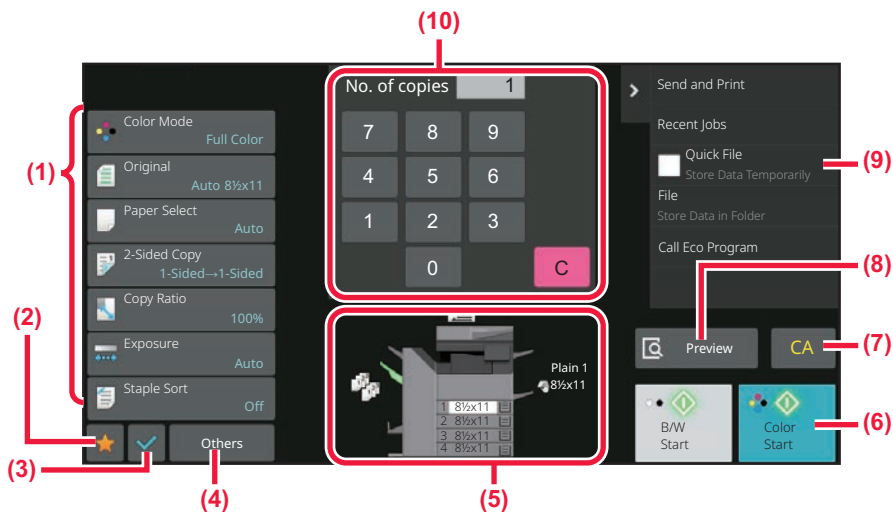 (10)
No. of copies 1
7 8 9
4 5 6
1 2 3
0 C
(1)
Color Mode
Full Color
Original
Auto 8½x11
Paper Select
Auto
2-Sided Copy
1-Sided→1-Sided
Copy Ratio
100%
Exposure
Auto
Staple Sort
Off
(2)
(3)
Others
(4)
Plain 1
8½x11
1 8½x11
2 8½x11
3 8½x11
4 8½x11
(5)
Send and Print
Recent Jobs
Quick File
Store Data Temporarily
(9)
File
Store Data in Folder
Call Eco Program
(8)
Preview
CA
(7)
B/W
Start
Color
Start
(6)